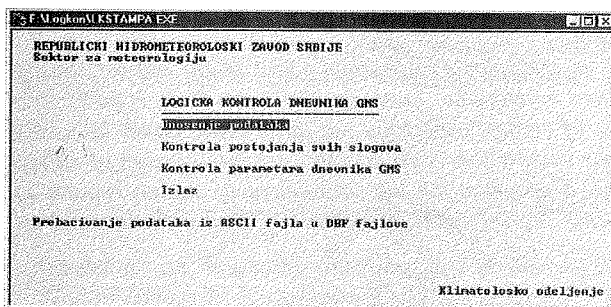 F:\Logkon\LKSTAMPA.EXE
REPUBLICKI HIDROMETEOROLOSKI ZAVOD SRBIJE
Sektor za meteorologiju
LOGICKA KONTROLA DNEVNIKA GMS
Unosenje podataka
Kontrola postojanja svih slogova
Kontrola parametara dnevnika GMS
Izlaz
Prebacivanje podataka iz ASCII fajla u DBF fajlove
Klimatolosko odeljenje